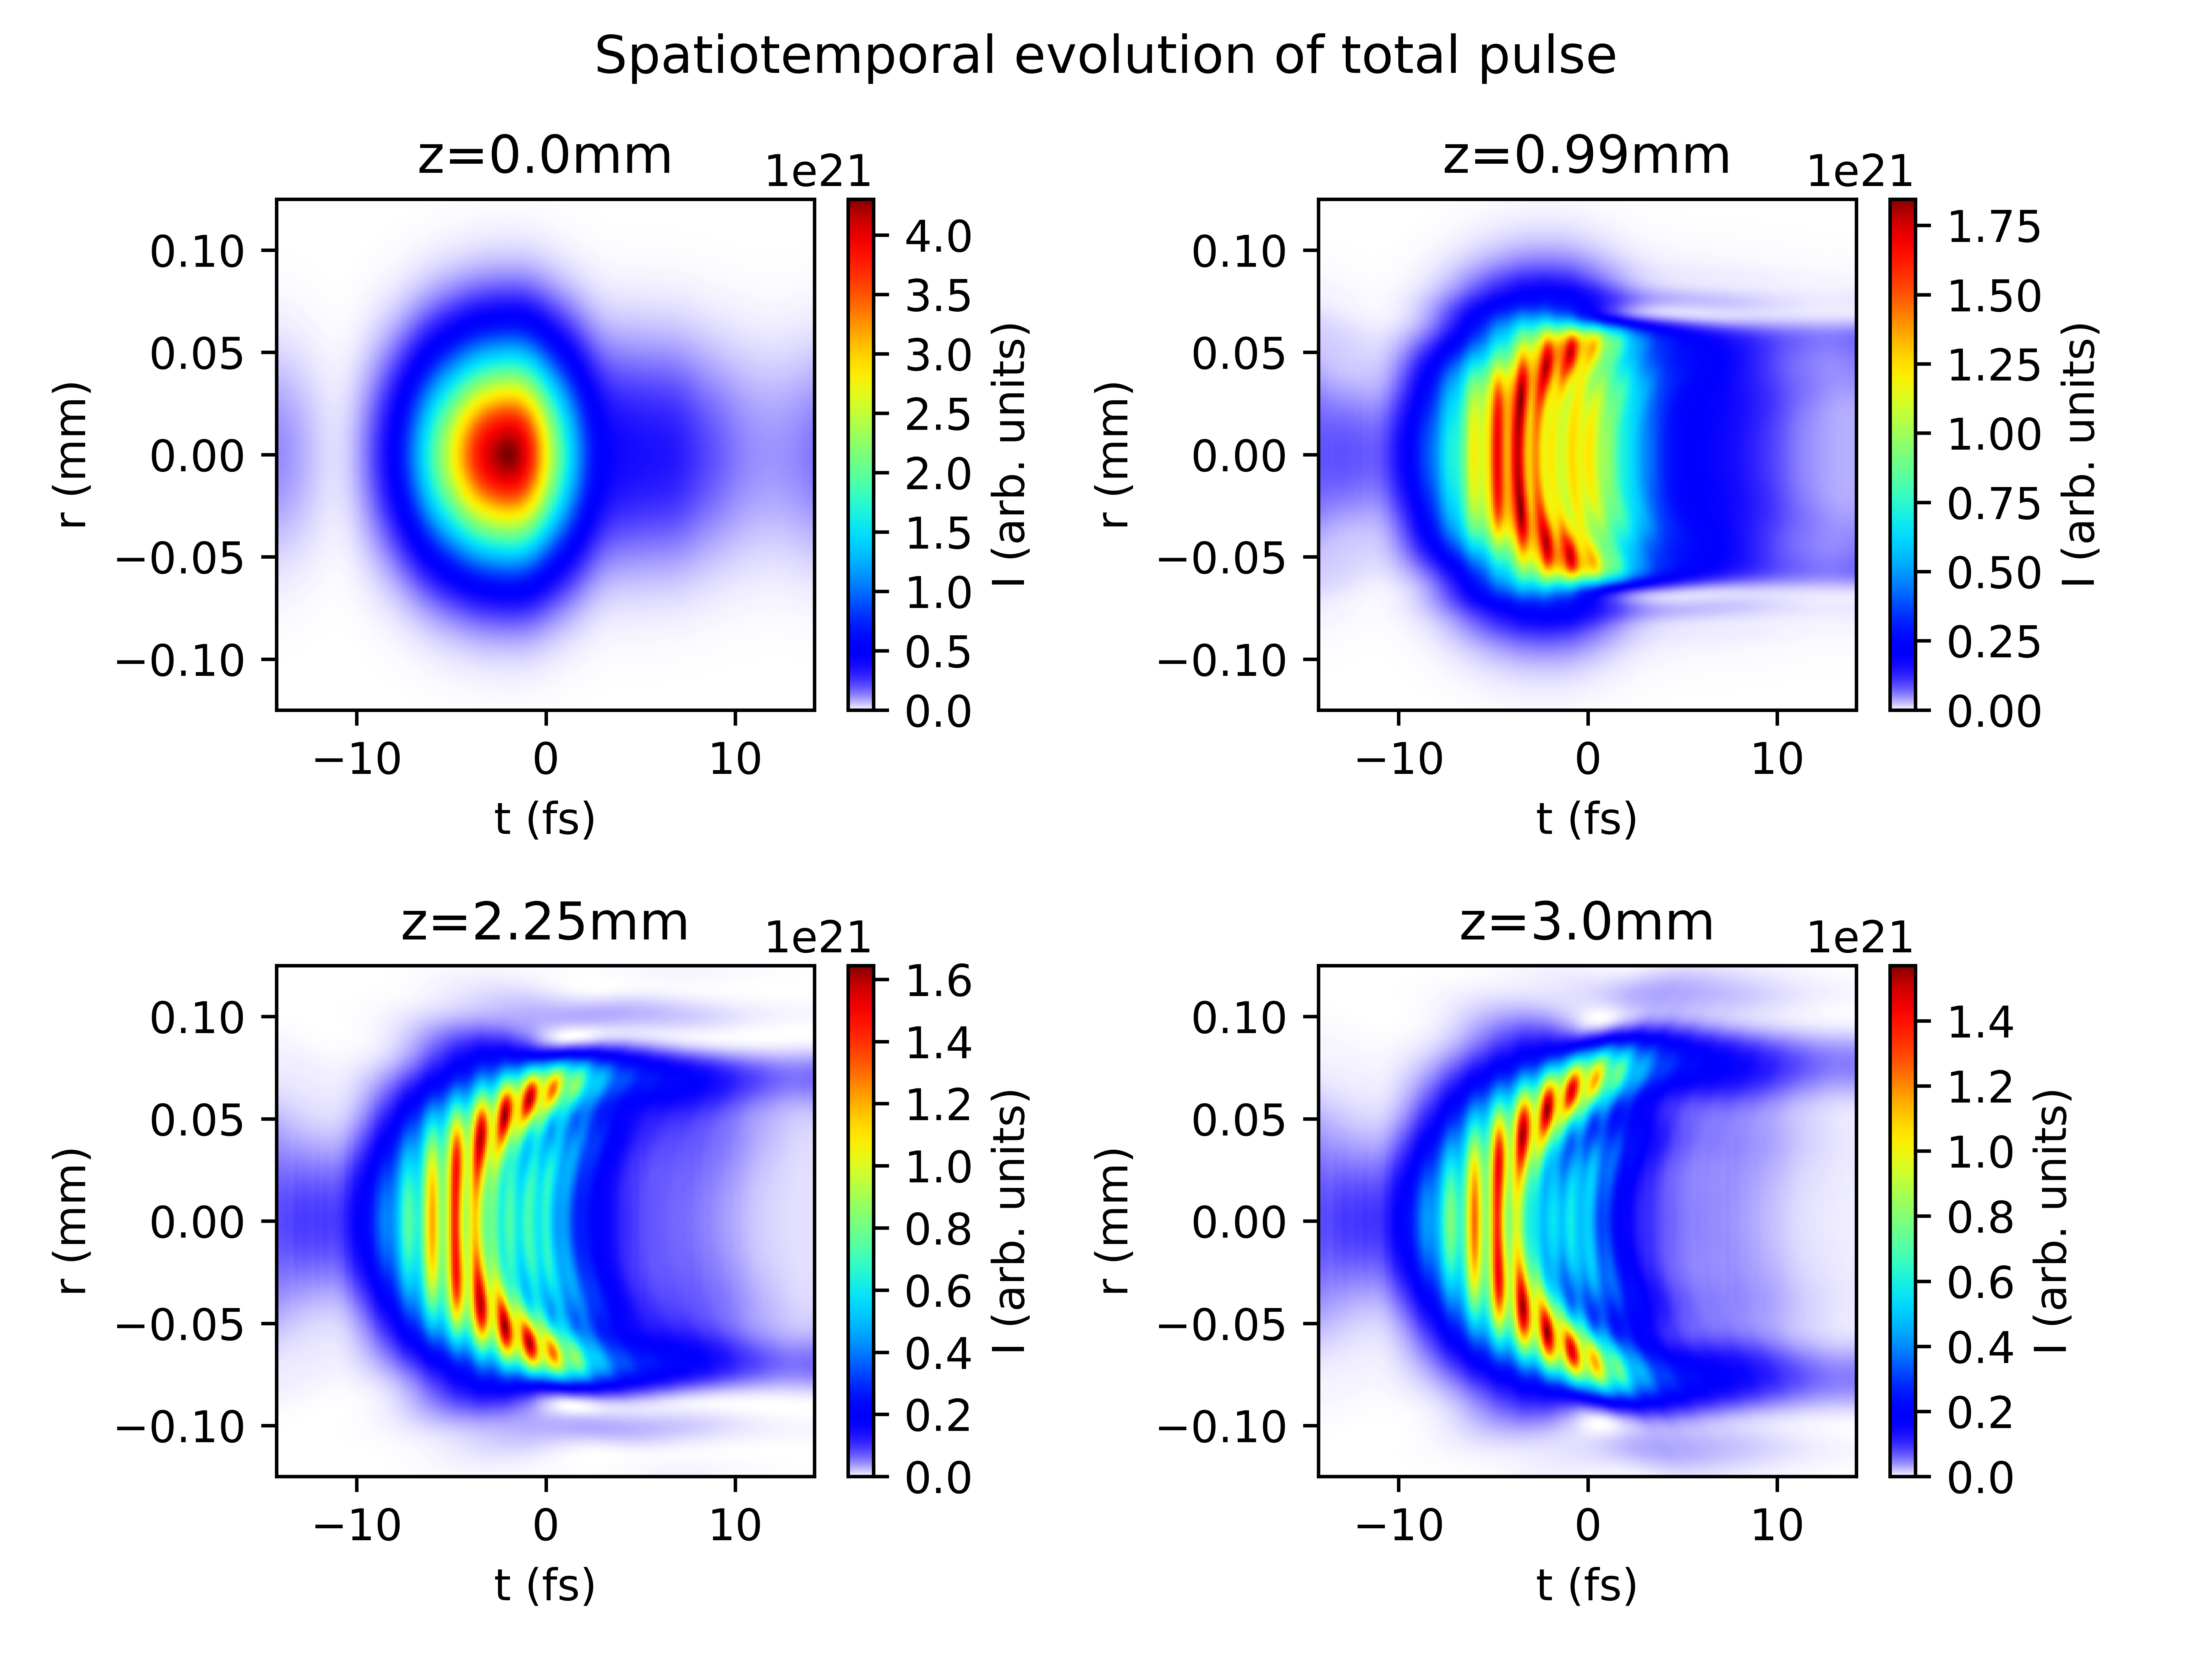 Spatiotemporal evolution of total pulse
z=0.0mm
1e21
r (mm)
0.10
0.05
0.00
−0.05
−0.10
−10 0 10
t (fs)
4.0
3.5
3.0
2.5
2.0
1.5
1.0
0.5
0.0
I (arb. units)
z=0.99mm
1e21
r (mm)
0.10
0.05
0.00
−0.05
−0.10
−10 0 10
t (fs)
1.75
1.50
1.25
1.00
0.75
0.50
0.25
0.00
I (arb. units)
z=2.25mm
1e21
r (mm)
0.10
0.05
0.00
−0.05
−0.10
−10 0 10
t (fs)
1.6
1.4
1.2
1.0
0.8
0.6
0.4
0.2
0.0
I (arb. units)
z=3.0mm
1e21
r (mm)
0.10
0.05
0.00
−0.05
−0.10
−10 0 10
t (fs)
1.4
1.2
1.0
0.8
0.6
0.4
0.2
0.0
I (arb. units)